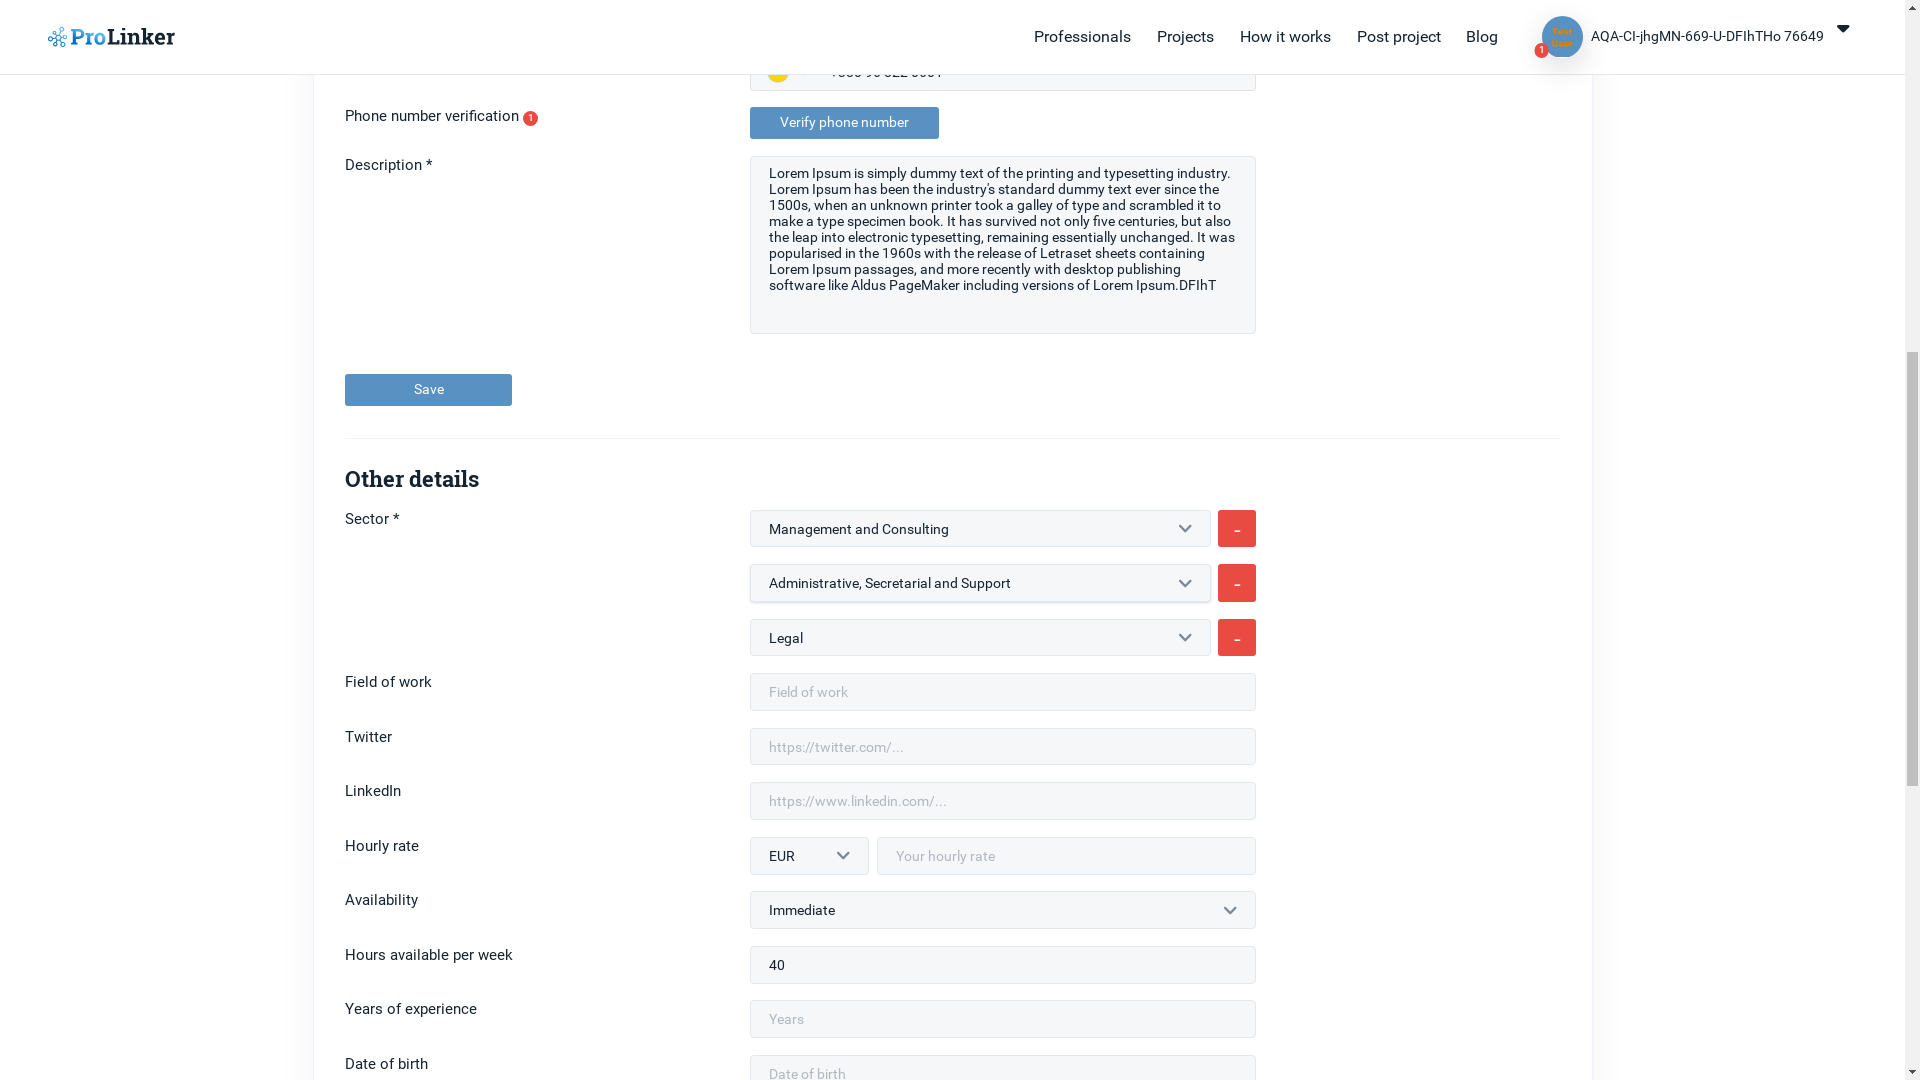 ProLinker
Professionals
Projects
How it works
Post project
Blog
1
AQA-CI-jhgMN-669-U-DFIhTHo 76649
Phone number verification 1
Verify phone number
Description *
Lorem Ipsum is simply dummy text of the printing and typesetting industry.
Lorem Ipsum has been the industry's standard dummy text ever since the
1500s, when an unknown printer took a galley of type and scrambled it to
make a type specimen book. It has survived not only five centuries, but also
the leap into electronic typesetting, remaining essentially unchanged. It was
popularised in the 1960s with the release of Letraset sheets containing
Lorem Ipsum passages, and more recently with desktop publishing
software like Aldus PageMaker including versions of Lorem Ipsum.DFIhT
Save
Other details
Sector *
Management and Consulting
-
Administrative, Secretarial and Support
-
Legal
-
Field of work
Field of work
Twitter
https://twitter.com/...
LinkedIn
https://www.linkedin.com/...
Hourly rate
EUR
Your hourly rate
Availability
Immediate
Hours available per week
40
Years of experience
Years
Date of birth
Date of birth